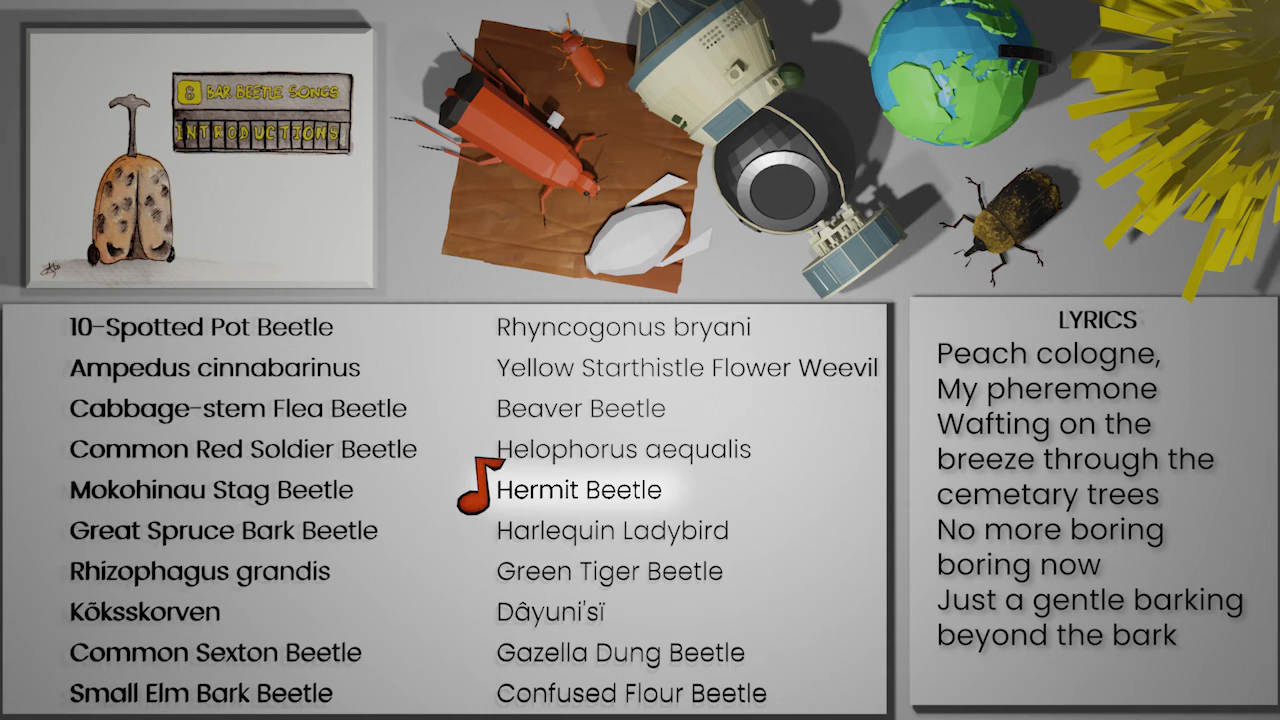 8 BAR BEETLE SONGS
INTRODUCTIONS
10-Spotted Pot Beetle
Ampedus cinnabarinus
Cabbage-stem Flea Beetle
Common Red Soldier Beetle
Mokohinau Stag Beetle
Great Spruce Bark Beetle
Rhizophagus grandis
Kõksskorven
Common Sexton Beetle
Small Elm Bark Beetle
Rhyncogonus bryani
Yellow Starthistle Flower Weevil
Beaver Beetle
Helophorus aequalis
Hermit Beetle
Harlequin Ladybird
Green Tiger Beetle
Dâyuni'sï
Gazella Dung Beetle
Confused Flour Beetle
LYRICS
Peach cologne,
My pheremone
Wafting on the
breeze through the
cemetary trees
No more boring
boring now
Just a gentle barking
beyond the bark